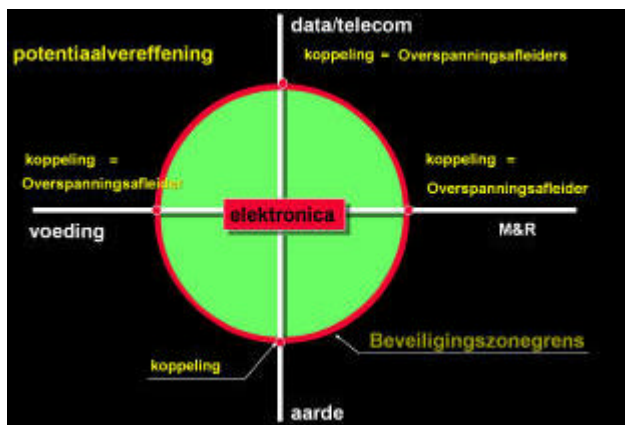 data/telecom
potentiaalvereffening
koppeling = Overspanningsafleiders
koppeling =
Overspanningsafleider
koppeling =
Overspanningsafleider
elektronica
voeding
M&R
Beveiligingszonegrens
koppeling
aarde